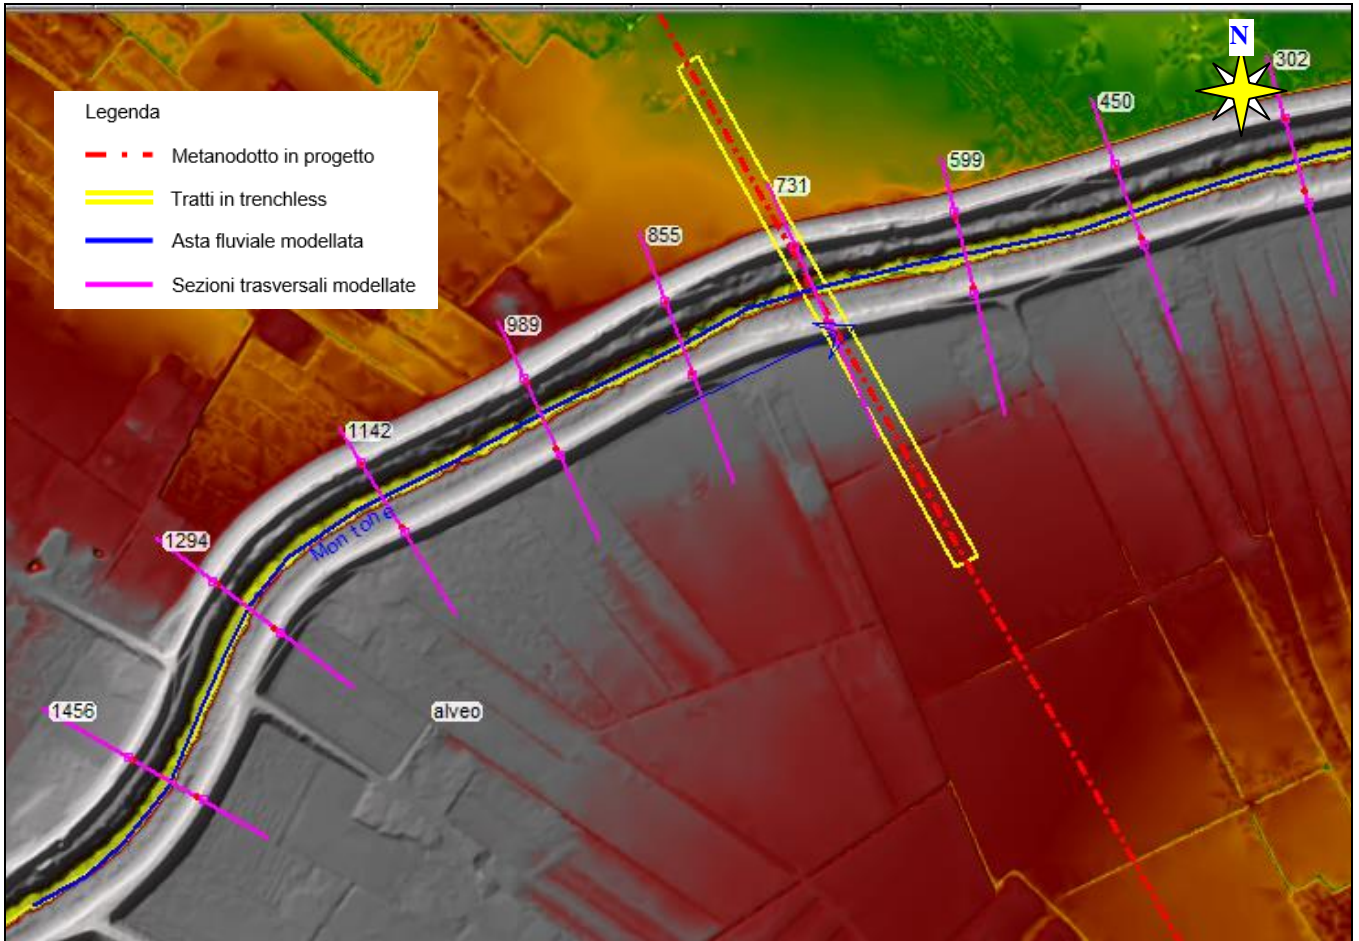 N
302
450
599
731
855
989
1142
1294
1456
Legenda
Metanodotto in progetto
Tratti in trenchless
Asta fluviale modellata
Sezioni trasversali modellate
Montone
alveo